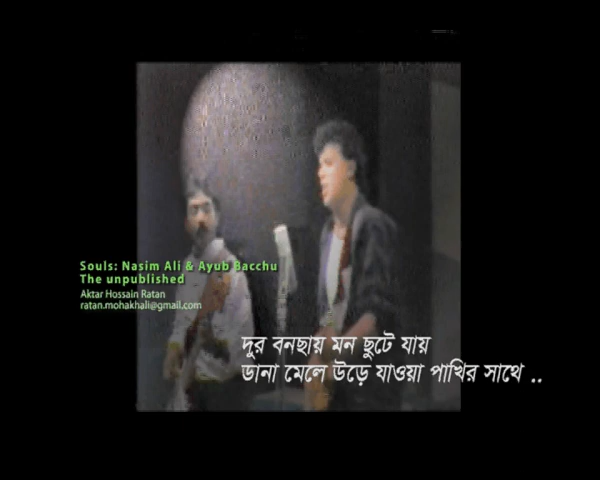 Souls: Nasim Ali & Ayub Bacchu
The unpublished
Aktar Hossain Ratan
ratan.mohakhali@gmail.com
দুর বনছায় মন ছুটে যায়
ডানা মেলে উড়ে যাওয়া পাখির সাথে ..